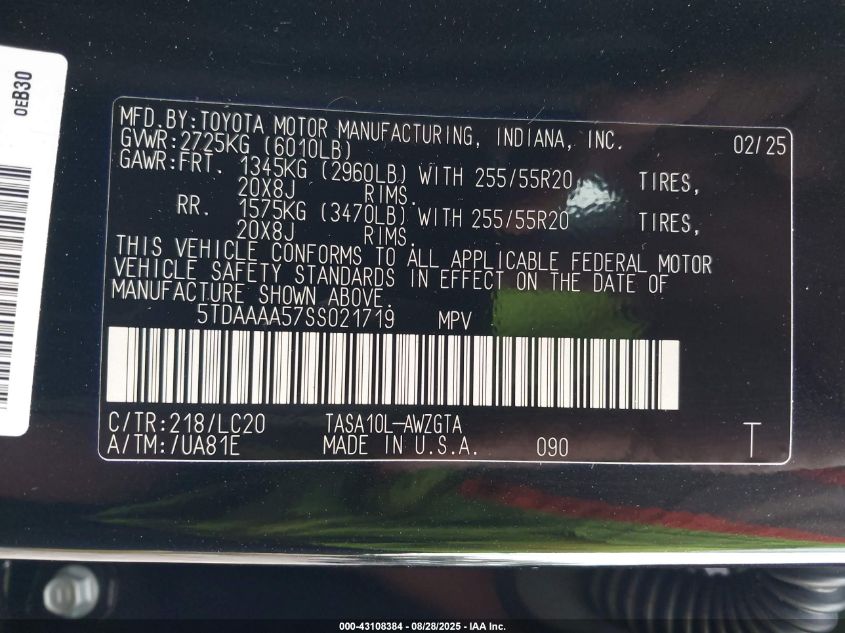 0EB30
MFD.BY:TOYOTA MOTOR MANUFACTURING, INDIANA, INC. 02/25
GVWR:2725KG (6010LB)
GAWR:FRT. 1345KG (2960LB) WITH 255/55R20 TIRES,
20X8J RIMS.
RR. 1575KG (3470LB) WITH 255/55R20 TIRES,
20X8J RIMS.
THIS VEHICLE CONFORMS TO ALL APPLICABLE FEDERAL MOTOR
VEHICLE SAFETY STANDARDS IN EFFECT ON THE DATE OF
MANUFACTURE SHOWN ABOVE.
5TDAAAA57SS021719 MPV
C/TR:218/LC20 TASA10L-AWZGTA
A/TM:/UA81E MADE IN U.S.A. 090 T
000-43108384 - 08/28/2025 - IAA Inc.